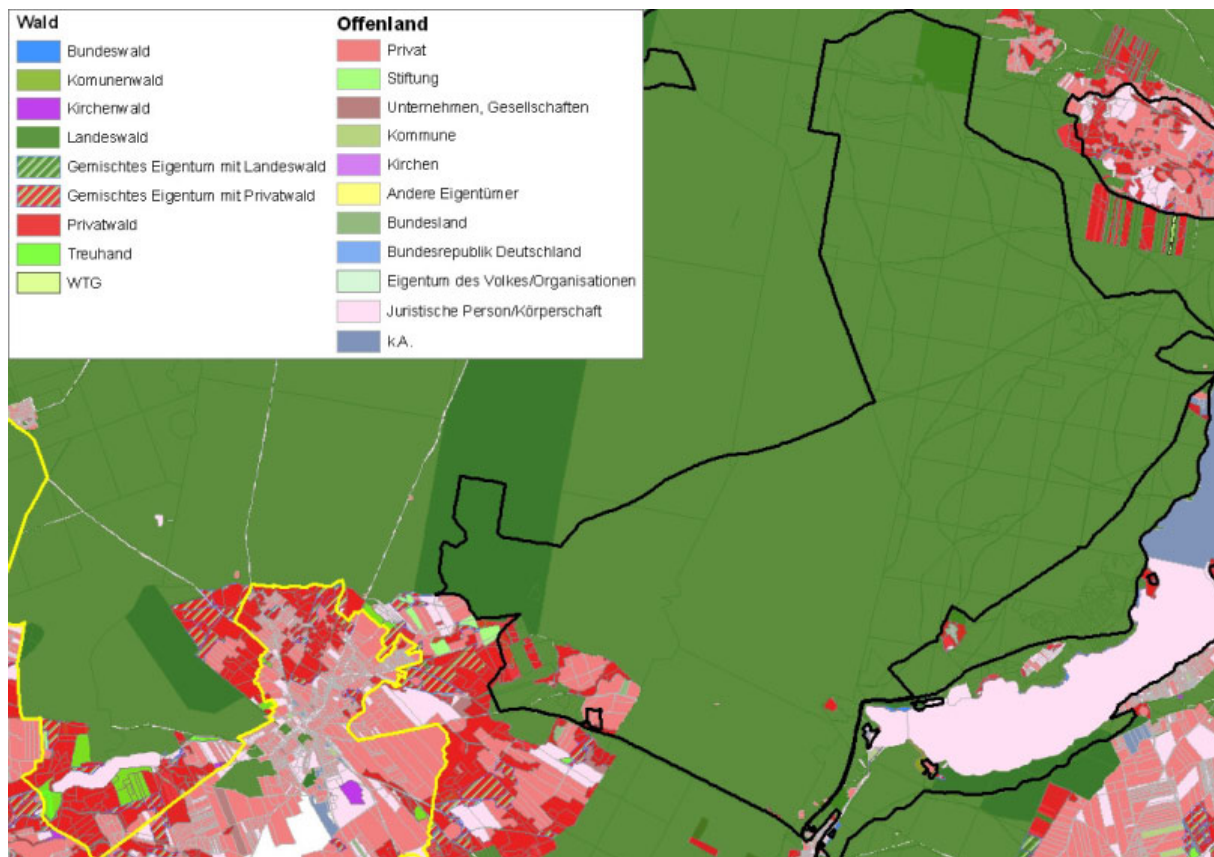 Wald
Bundeswald
Komunenwald
Kirchenwald
Landeswald
Gemischtes Eigentum mit Landeswald
Gemischtes Eigentum mit Privatwald
Privatwald
Treuhand
WTG
Offenland
Privat
Stiftung
Unternehmen, Gesellschaften
Kommune
Kirchen
Andere Eigentümer
Bundesland
Bundesrepublik Deutschland
Eigentum des Volkes/Organisationen
Juristische Person/Körperschaft
k.A.